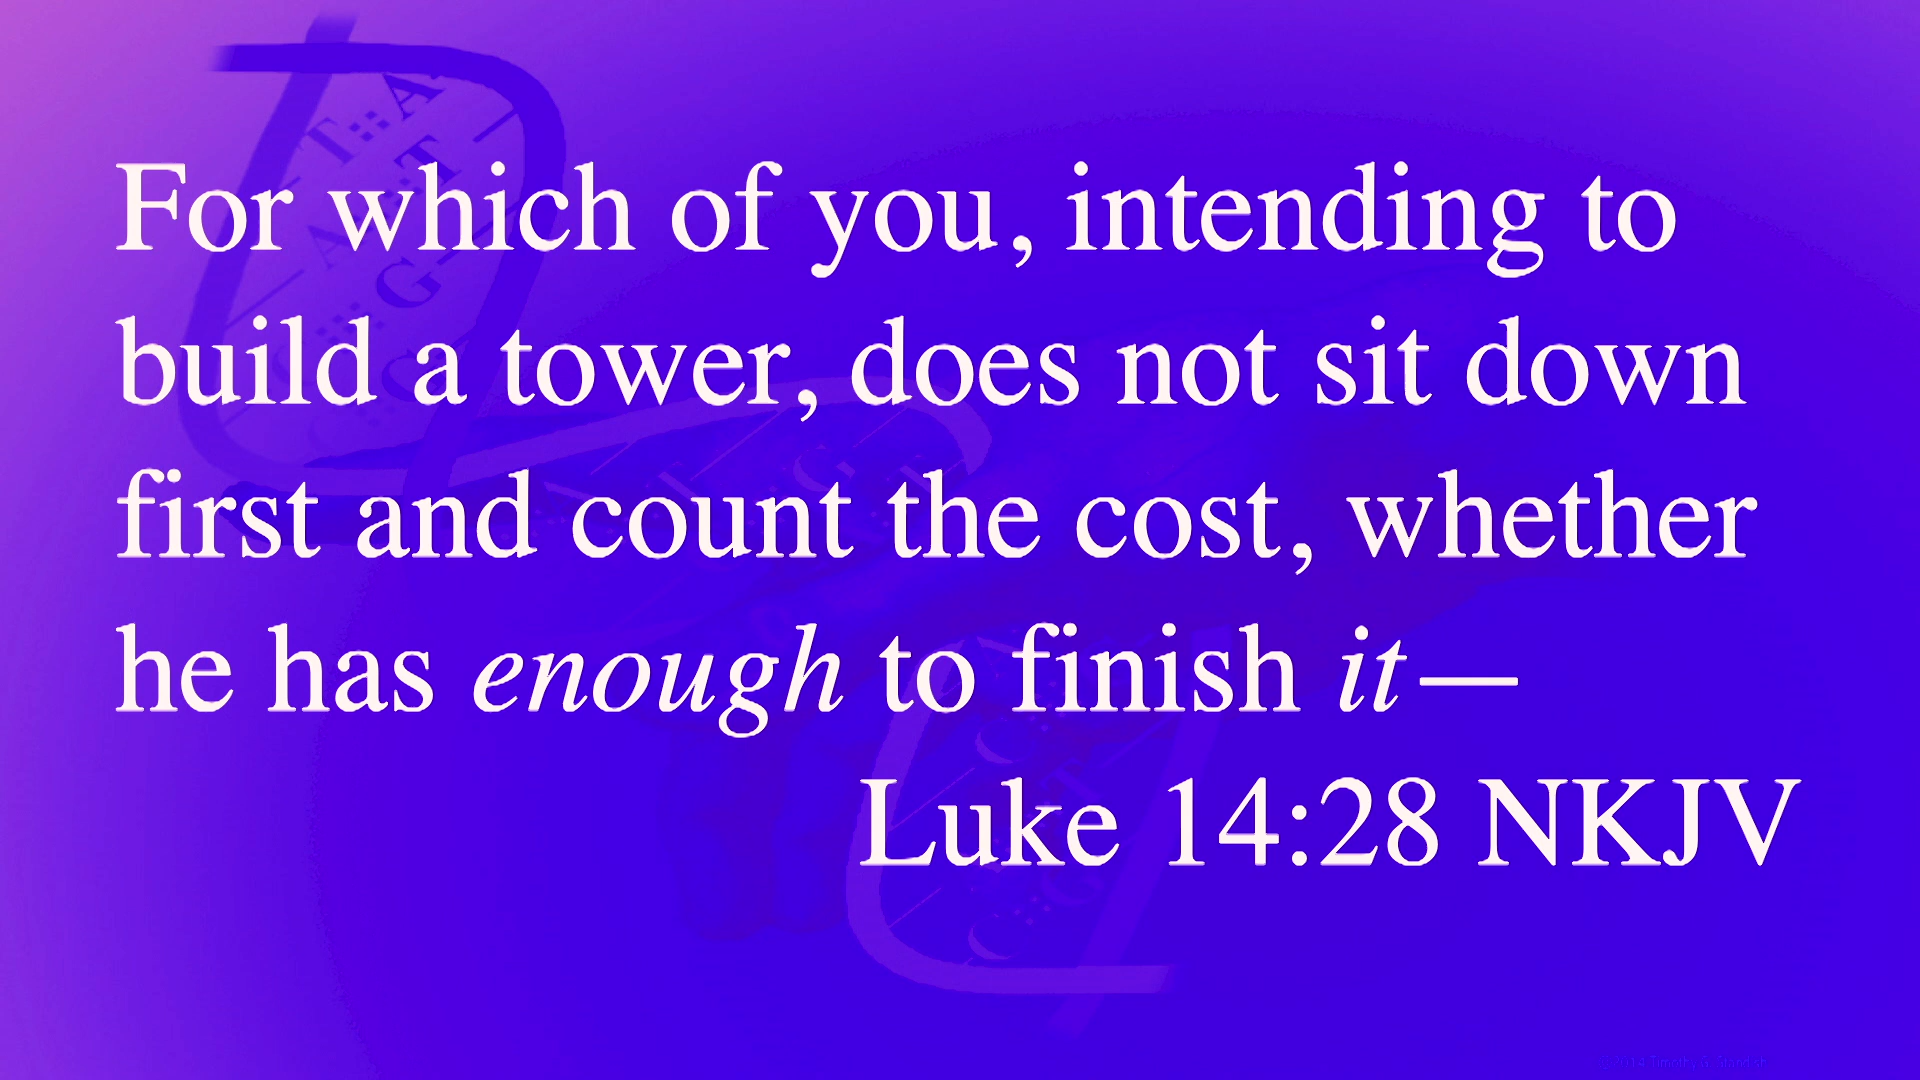 For which of you, intending to
build a tower, does not sit down
first and count the cost, whether
he has enough to finish it—
Luke 14:28 NKJV